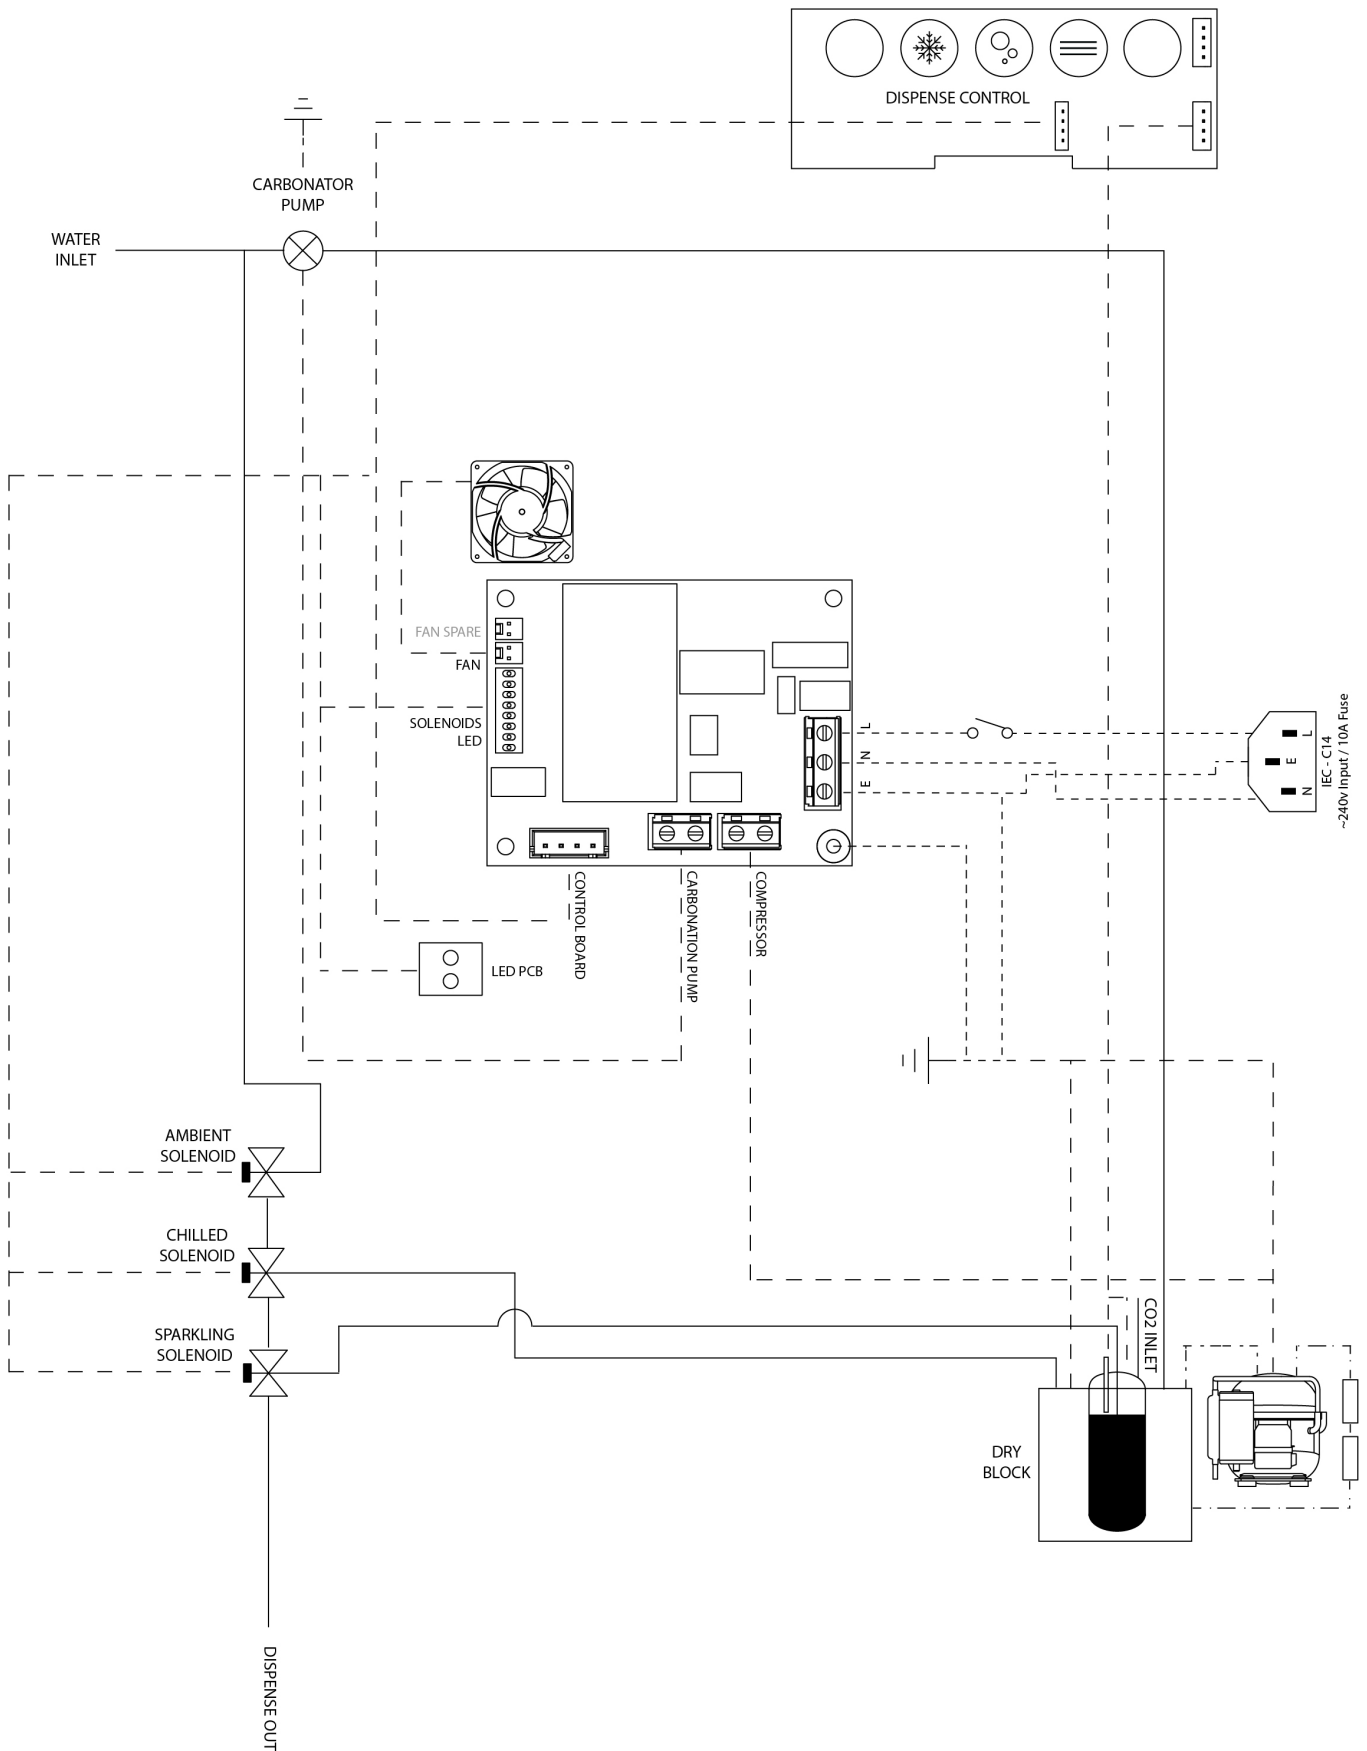 DISPENSE CONTROL
CARBONATOR
PUMP
WATER
INLET
FAN SPARE
FAN
SOLENOIDS
LED
L
N
E
L
E
N
IEC - C14
~240v Input / 10A Fuse
CONTROL BOARD
CARBONATION PUMP
COMPRESSOR
LED PCB
AMBIENT
SOLENOID
CHILLED
SOLENOID
SPARKLING
SOLENOID
CO2 INLET
DRY
BLOCK
DISPENSE OUT